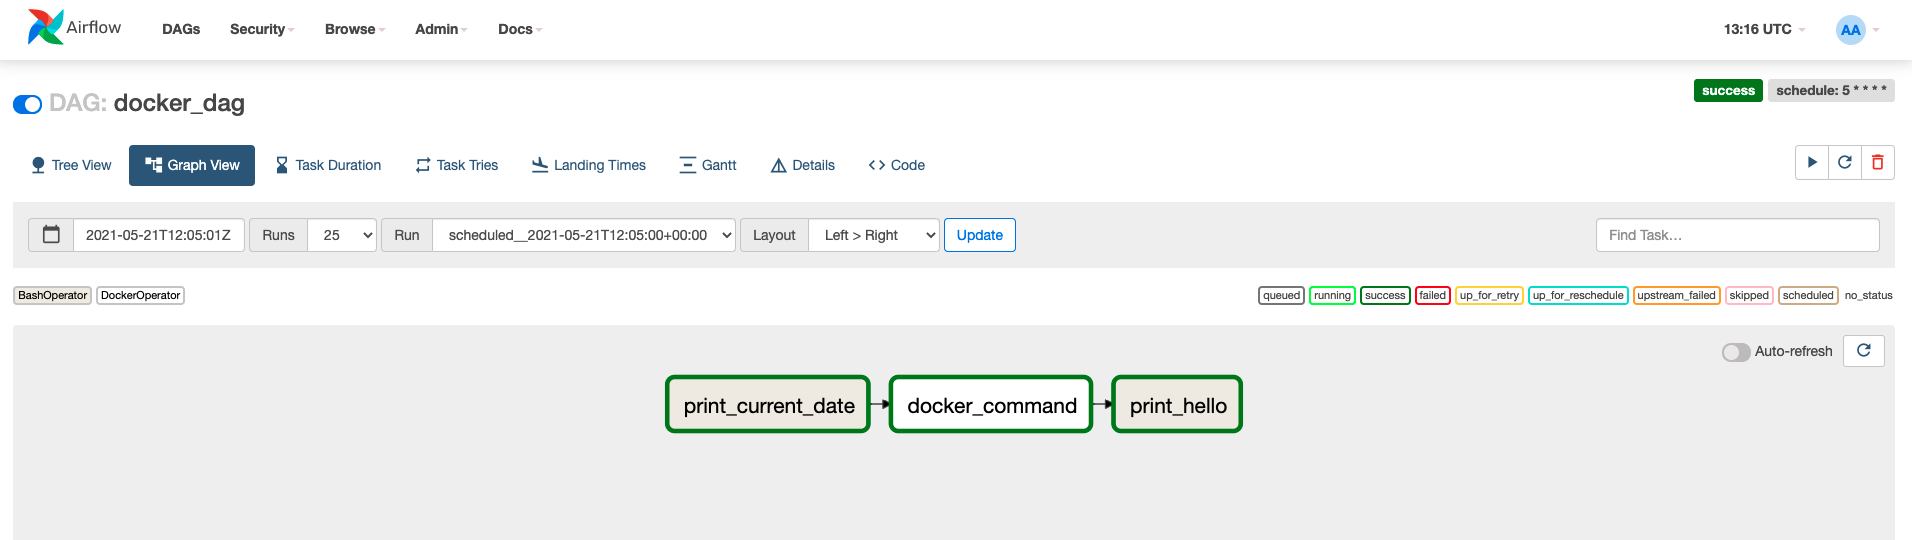 Airflow DAGs Security Browse Admin Docs 13:16 UTC AA
success schedule: 5 * * * *
DAG: docker_dag
Tree View Graph View Task Duration Task Tries Landing Times Gantt Details Code
2021-05-21T12:05:01Z Runs 25 Run scheduled__2021-05-21T12:05:00+00:00 Layout Left > Right Update Find Task...
BashOperator DockerOperator queued running success failed up_for_retry up_for_reschedule upstream_failed skipped scheduled no_status
Auto-refresh
print_current_date docker_command print_hello